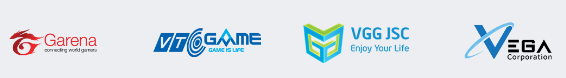 Garena
connecting world gamers
VTC GAME
GAME IS LIFE
VGG JSC
Enjoy Your Life
VEGA
Corporation